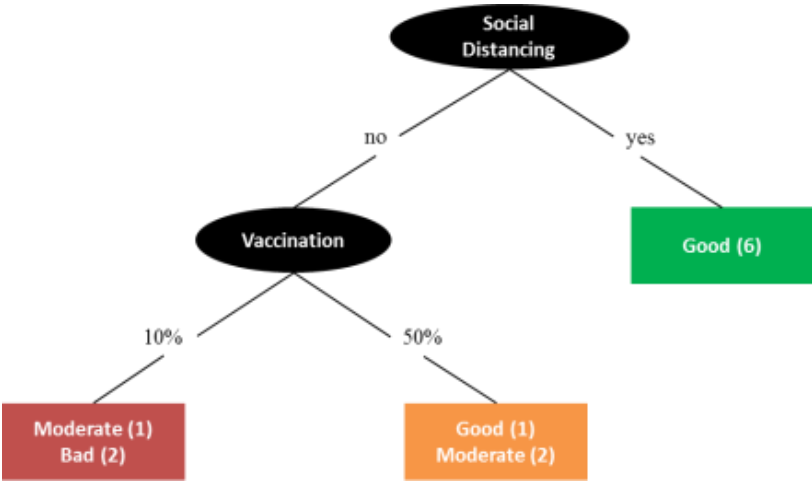 Social
Distancing
no
yes
Vaccination
Good (6)
10%
50%
Moderate (1)
Bad (2)
Good (1)
Moderate (2)